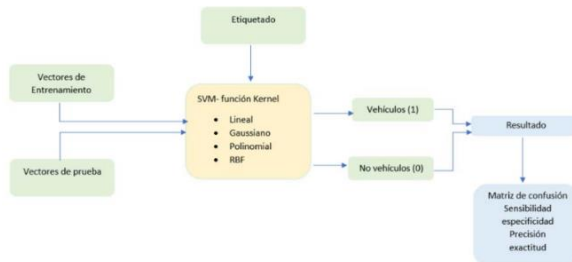 Etiquetado
Vectores de
Entrenamiento
SVM- función Kernel
• Lineal
• Gaussiano
• Polinomial
• RBF
Vehículos (1)
Resultado
Vectores de prueba
No vehículos (0)
Matriz de confusión
Sensibilidad
especificidad
Precisión
exactitud